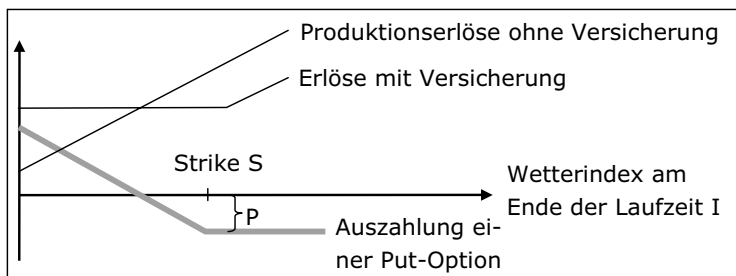 Produktionserlöse ohne Versicherung
Erlöse mit Versicherung
Strike S
Wetterindex am
Ende der Laufzeit I
P
Auszahlung ei-
ner Put-Option